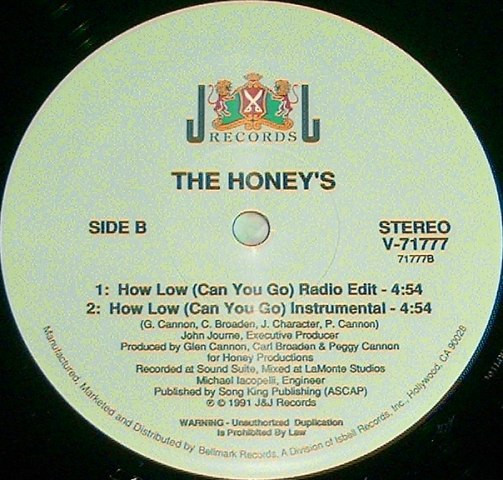 J&J
RECORDS
THE HONEY'S
SIDE B
STEREO
V-71777
71777B
1: How Low (Can You Go) Radio Edit - 4:54
2: How Low (Can You Go) Instrumental - 4:54
(G. Cannon, C. Broaden, J. Character, P. Cannon)
John Journe, Executive Producer
Produced by Glen Cannon, Carl Broaden & Peggy Cannon
for Honey Productions
Recorded at Sound Suite, Mixed at LaMonte Studios
Michael Iacopelli, Engineer
Published by Song King Publishing (ASCAP)
℗ © 1991 J&J Records
WARNING - Unauthorized Duplication
Is Prohibited By Law
Manufactured, Marketed and Distributed by Bellmark Records, A Division of Isbell Records, Inc., Hollywood, CA 90028